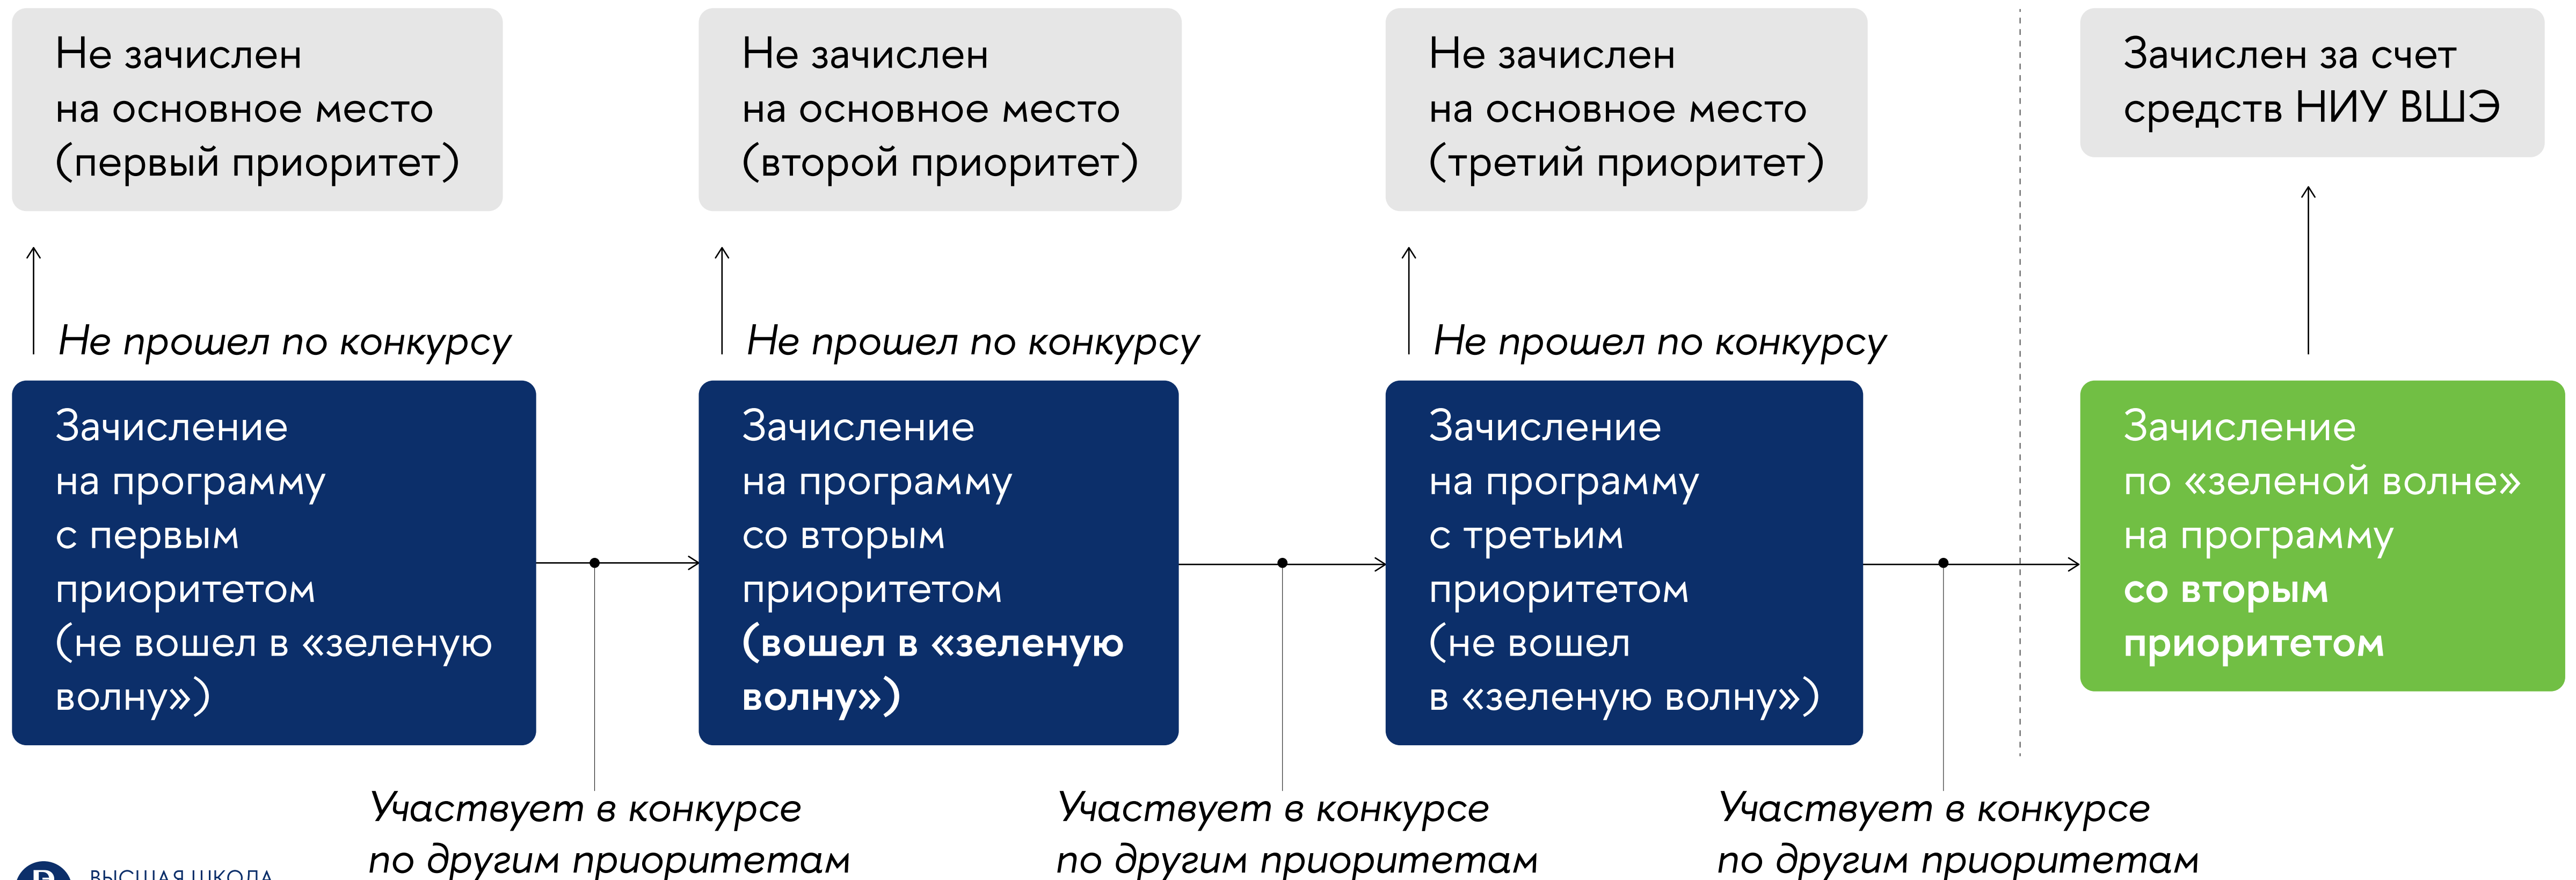 Не зачислен
на основное место
(первый приоритет)
Не зачислен
на основное место
(второй приоритет)
Не зачислен
на основное место
(третий приоритет)
Зачислен за счет
средств НИУ ВШЭ
Не прошел по конкурсу
Не прошел по конкурсу
Не прошел по конкурсу
Зачисление
на программу
с первым
приоритетом
(не вошел в «зеленую
волну»)
Зачисление
на программу
со вторым
приоритетом
(вошел в «зеленую
волну»)
Зачисление
на программу
с третьим
приоритетом
(не вошел
в «зеленую волну»)
Зачисление
по «зеленой волне»
на программу
со вторым
приоритетом
Участвует в конкурсе
по другим приоритетам
Участвует в конкурсе
по другим приоритетам
Участвует в конкурсе
по другим приоритетам
ВЫСШАЯ ШКОЛА